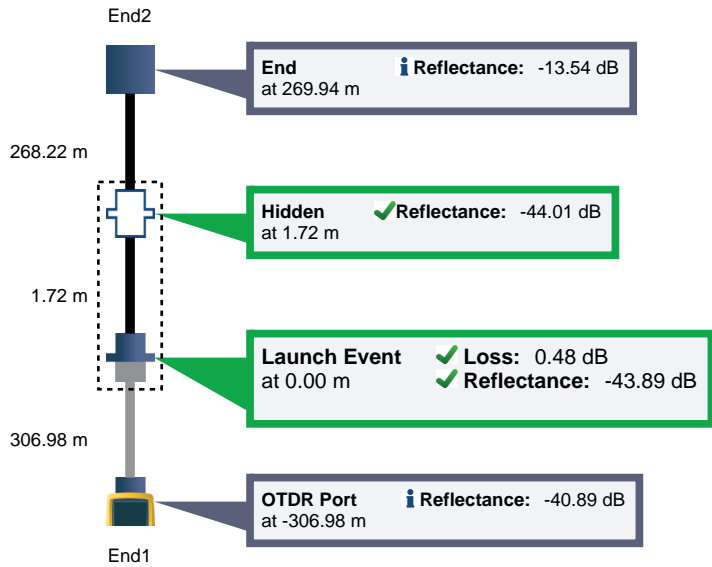 End2
End i Reflectance: -13.54 dB
at 269.94 m
268.22 m
Hidden Reflectance: -44.01 dB
at 1.72 m
1.72 m
Launch Event Loss: 0.48 dB
at 0.00 m Reflectance: -43.89 dB
306.98 m
OTDR Port i Reflectance: -40.89 dB
at -306.98 m
End1